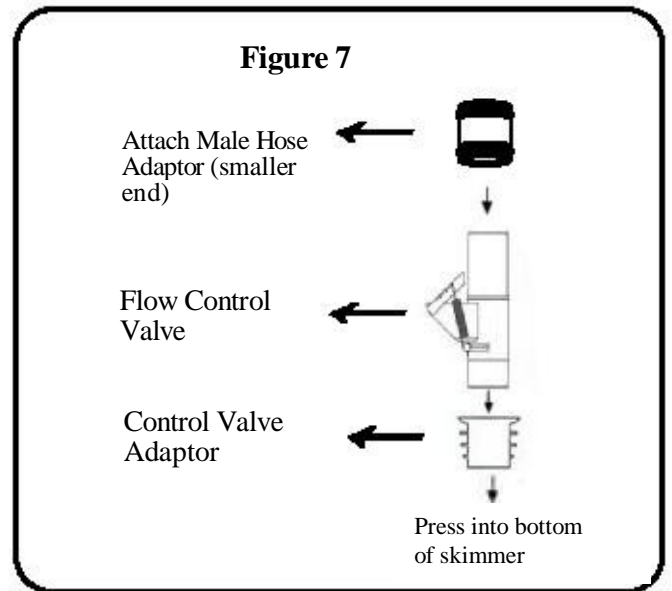 Figure 7
Attach Male Hose
Adaptor (smaller
end)
Flow Control
Valve
Control Valve
Adaptor
Press into bottom
of skimmer